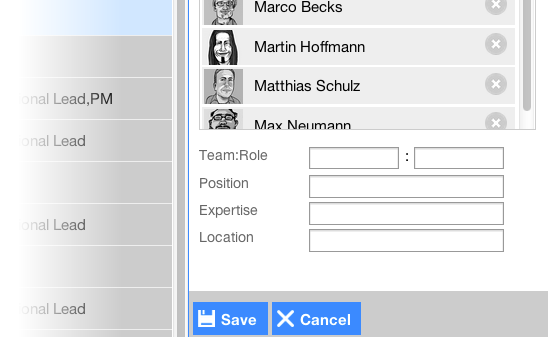 onal Lead,PM
onal Lead
onal Lead
onal Lead
Marco Becks
Martin Hoffmann
Matthias Schulz
Max Neumann
Team:Role :
Position
Expertise
Location
Save Cancel